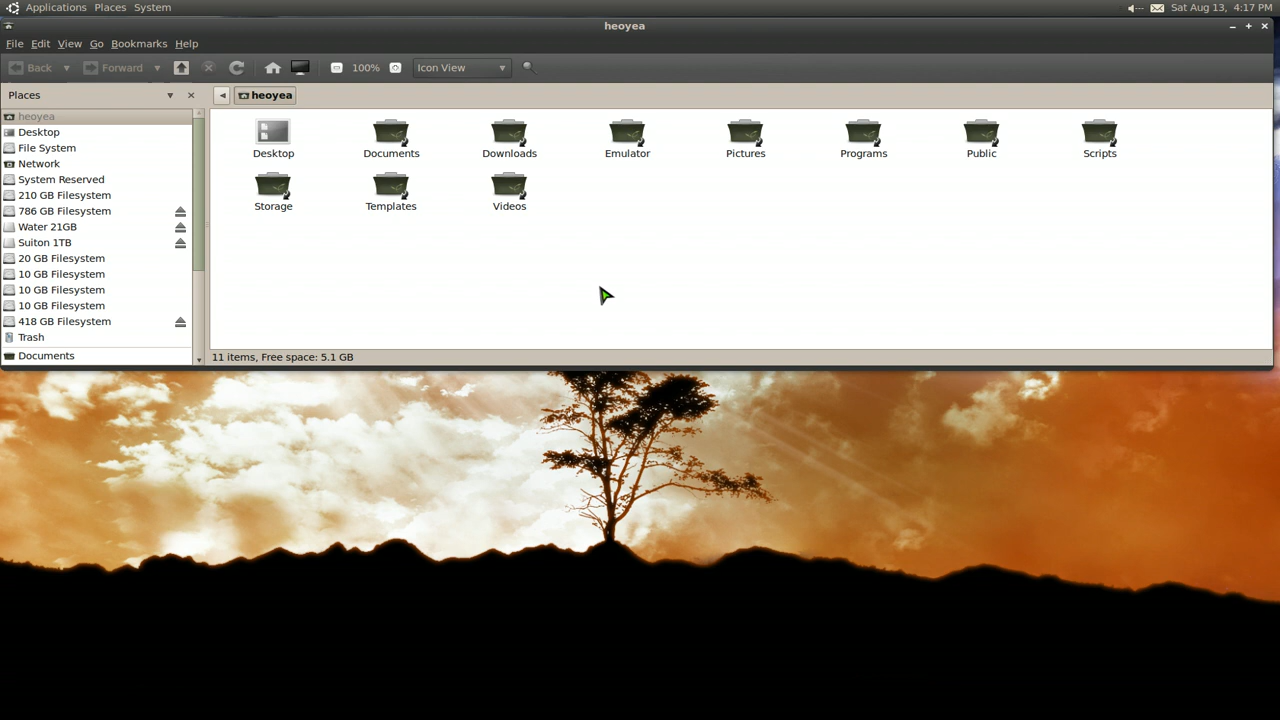 Applications Places System Sat Aug 13, 4:17 PM
heoyea
File Edit View Go Bookmarks Help
Back Forward 100% Icon View
Places heoyea
heoyea
Desktop
File System
Network
System Reserved
210 GB Filesystem
786 GB Filesystem
Water 21GB
Suiton 1TB
20 GB Filesystem
10 GB Filesystem
10 GB Filesystem
10 GB Filesystem
418 GB Filesystem
Trash
Documents
Desktop Documents Downloads Emulator Pictures Programs Public Scripts
Storage Templates Videos
11 items, Free space: 5.1 GB